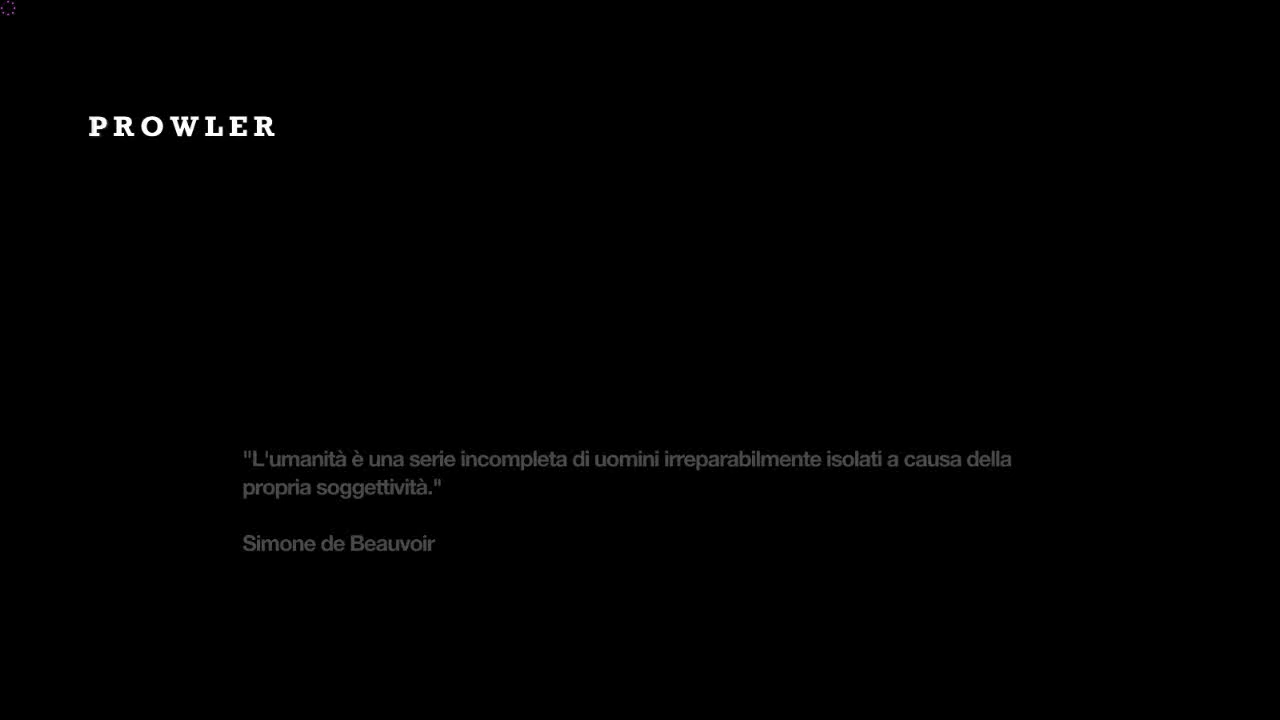 PROWLER
"L'umanità è una serie incompleta di uomini irreparabilmente isolati a causa della
propria soggettività."
Simone de Beauvoir